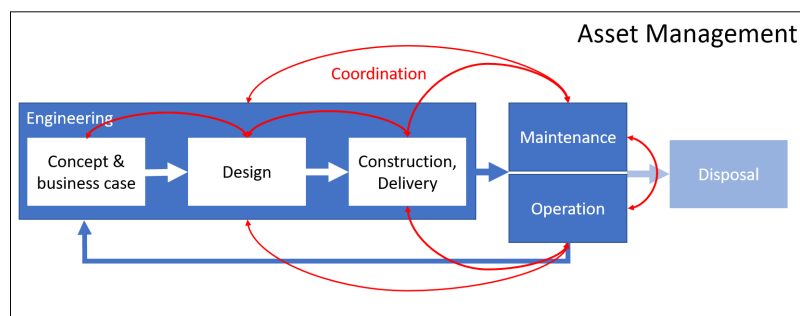 Asset Management
Coordination
Engineering
Concept &
business case
Design
Construction,
Delivery
Maintenance
Operation
Disposal